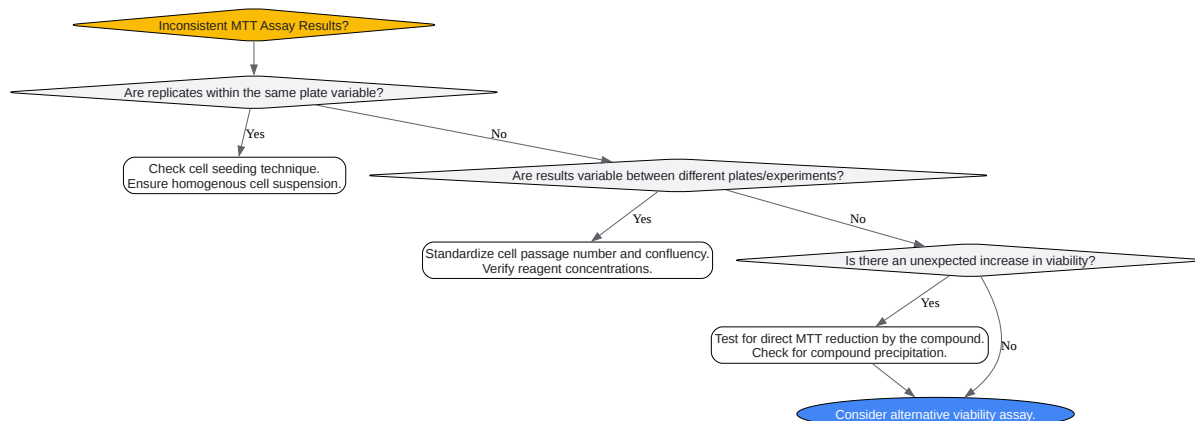 Inconsistent MTT Assay Results?
Are replicates within the same plate variable?
Yes
No
Check cell seeding technique.
Ensure homogenous cell suspension.
Are results variable between different plates/experiments?
Yes
No
Standardize cell passage number and confluency.
Verify reagent concentrations.
Is there an unexpected increase in viability?
Yes
Test for direct MTT reduction by the compound.
Check for compound precipitation.
No
Consider alternative viability assay.